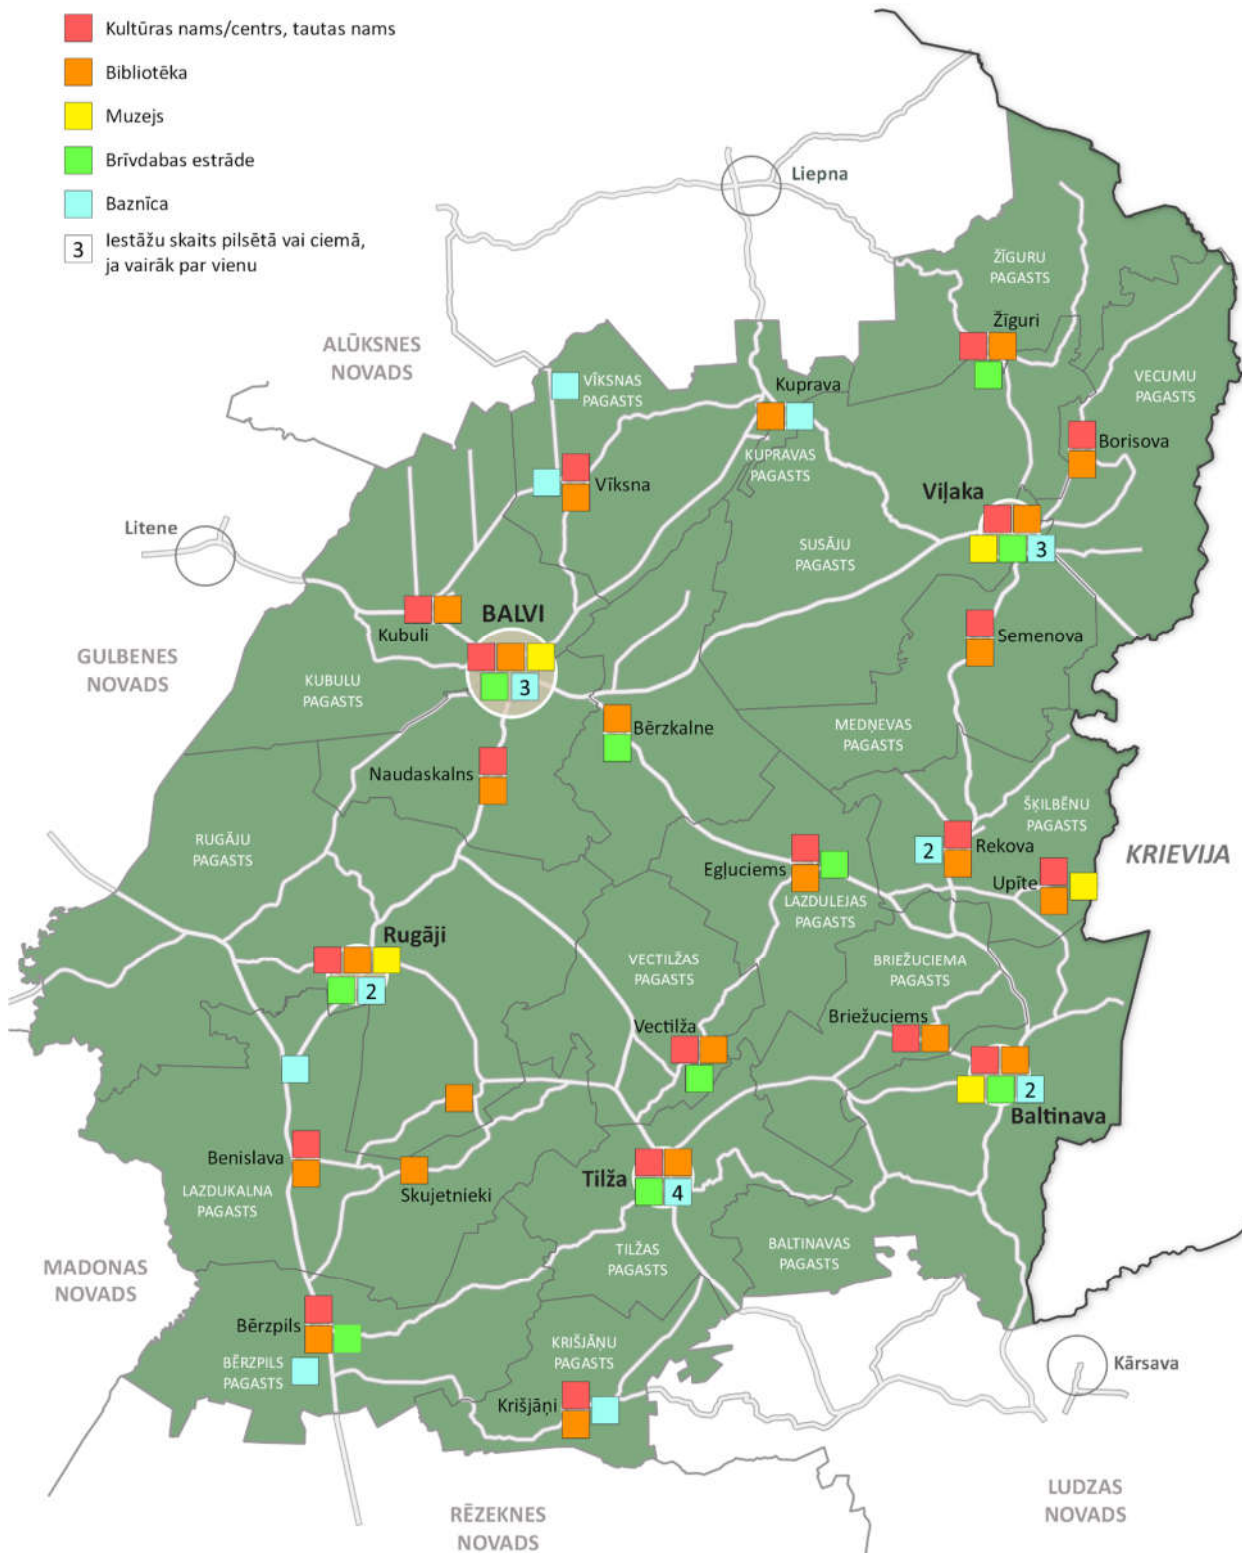 Kultūras nams/centrs, tautas nams
Bibliotēka
Muzejs
Brīvdabas estrāde
Baznīca
3
Iestāžu skaits pilsētā vai ciemā,
ja vairāk par vienu
Liepna
ŽĪGURU
PAGASTS
Žīguri
ALŪKSNES
NOVADS
VĪKSNAS
PAGASTS
Kuprava
VECUMU
PAGASTS
Borisova
KUPRAVAS
PAGASTS
Vīksna
Viļaka
Litene
SUSĀJU
PAGASTS
3
Kubuli
BALVI
Semenova
GULBENES
NOVADS
KUBULU
PAGASTS
3
Bērzkalne
MEDŅEVAS
PAGASTS
Naudaskalns
ŠĶILBĒNU
PAGASTS
RUGĀJU
PAGASTS
2
Rekova
KRIEVIJA
Egļuciems
Upīte
LAZDULEJAS
PAGASTS
Rugāji
VECTILŽAS
PAGASTS
BRIEŽUCIEMA
PAGASTS
2
Vectilža
Briežuciems
2
Baltinava
Benislava
Skujetnieki
Tilža
4
LAZDUKALNA
PAGASTS
TILŽAS
PAGASTS
BALTINAVAS
PAGASTS
MADONAS
NOVADS
Bērzpils
BĒRZPILS
PAGASTS
KRIŠJĀŅU
PAGASTS
Kārsava
Krišjāņi
LUDZAS
NOVADS
RĒZEKNES
NOVADS